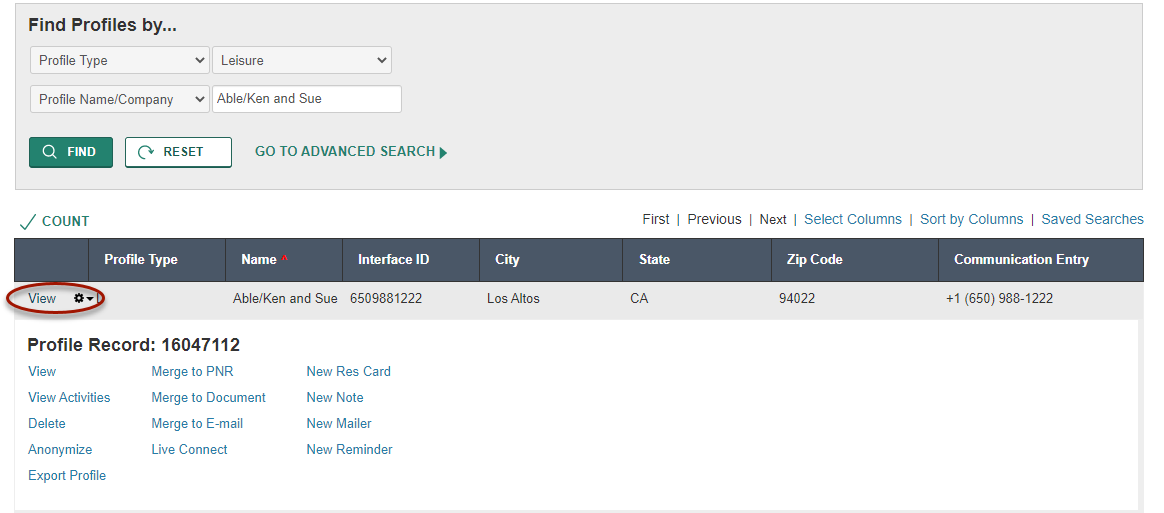 Find Profiles by...
Profile Type Leisure
Profile Name/Company Able/Ken and Sue
FIND RESET GO TO ADVANCED SEARCH
COUNT First | Previous | Next | Select Columns | Sort by Columns | Saved Searches
Profile Type Name ^ Interface ID City State Zip Code Communication Entry
View Able/Ken and Sue 6509881222 Los Altos CA 94022 +1 (650) 988-1222
Profile Record: 16047112
View Merge to PNR New Res Card
View Activities Merge to Document New Note
Delete Merge to E-mail New Mailer
Anonymize Live Connect New Reminder
Export Profile